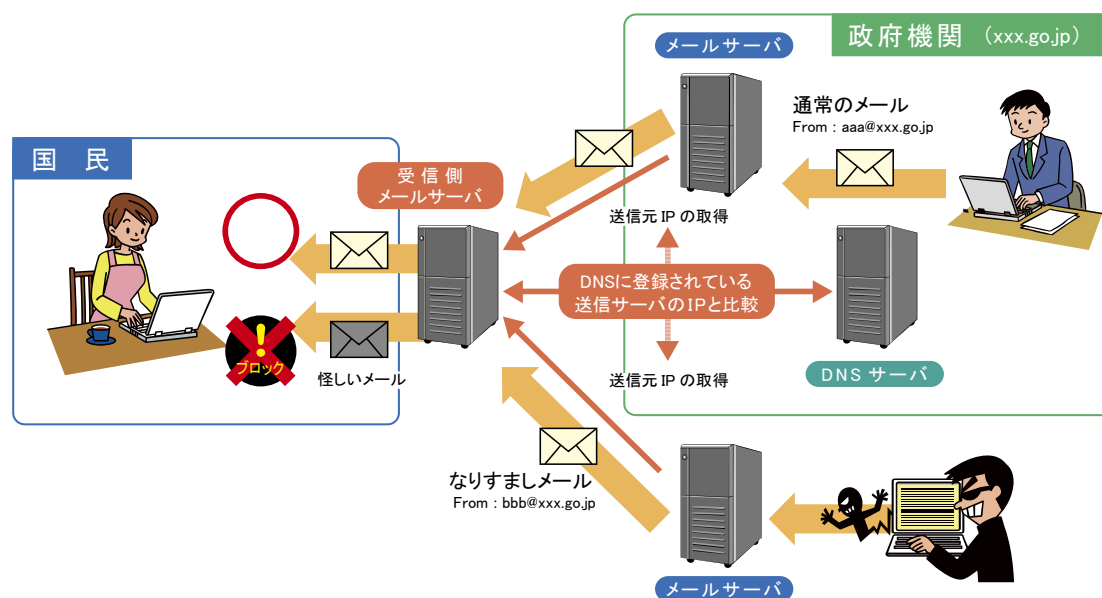 メールサーバ
政府機関 (xxx.go.jp)
通常のメール
From : aaa@xxx.go.jp
国 民
受 信 側
メールサーバ
送信元 IP の取得
DNSに登録されている
送信サーバのIPと比較
ブロック
怪しいメール
送信元 IP の取得
DNS サーバ
なりすましメール
From : bbb@xxx.go.jp
メールサーバ